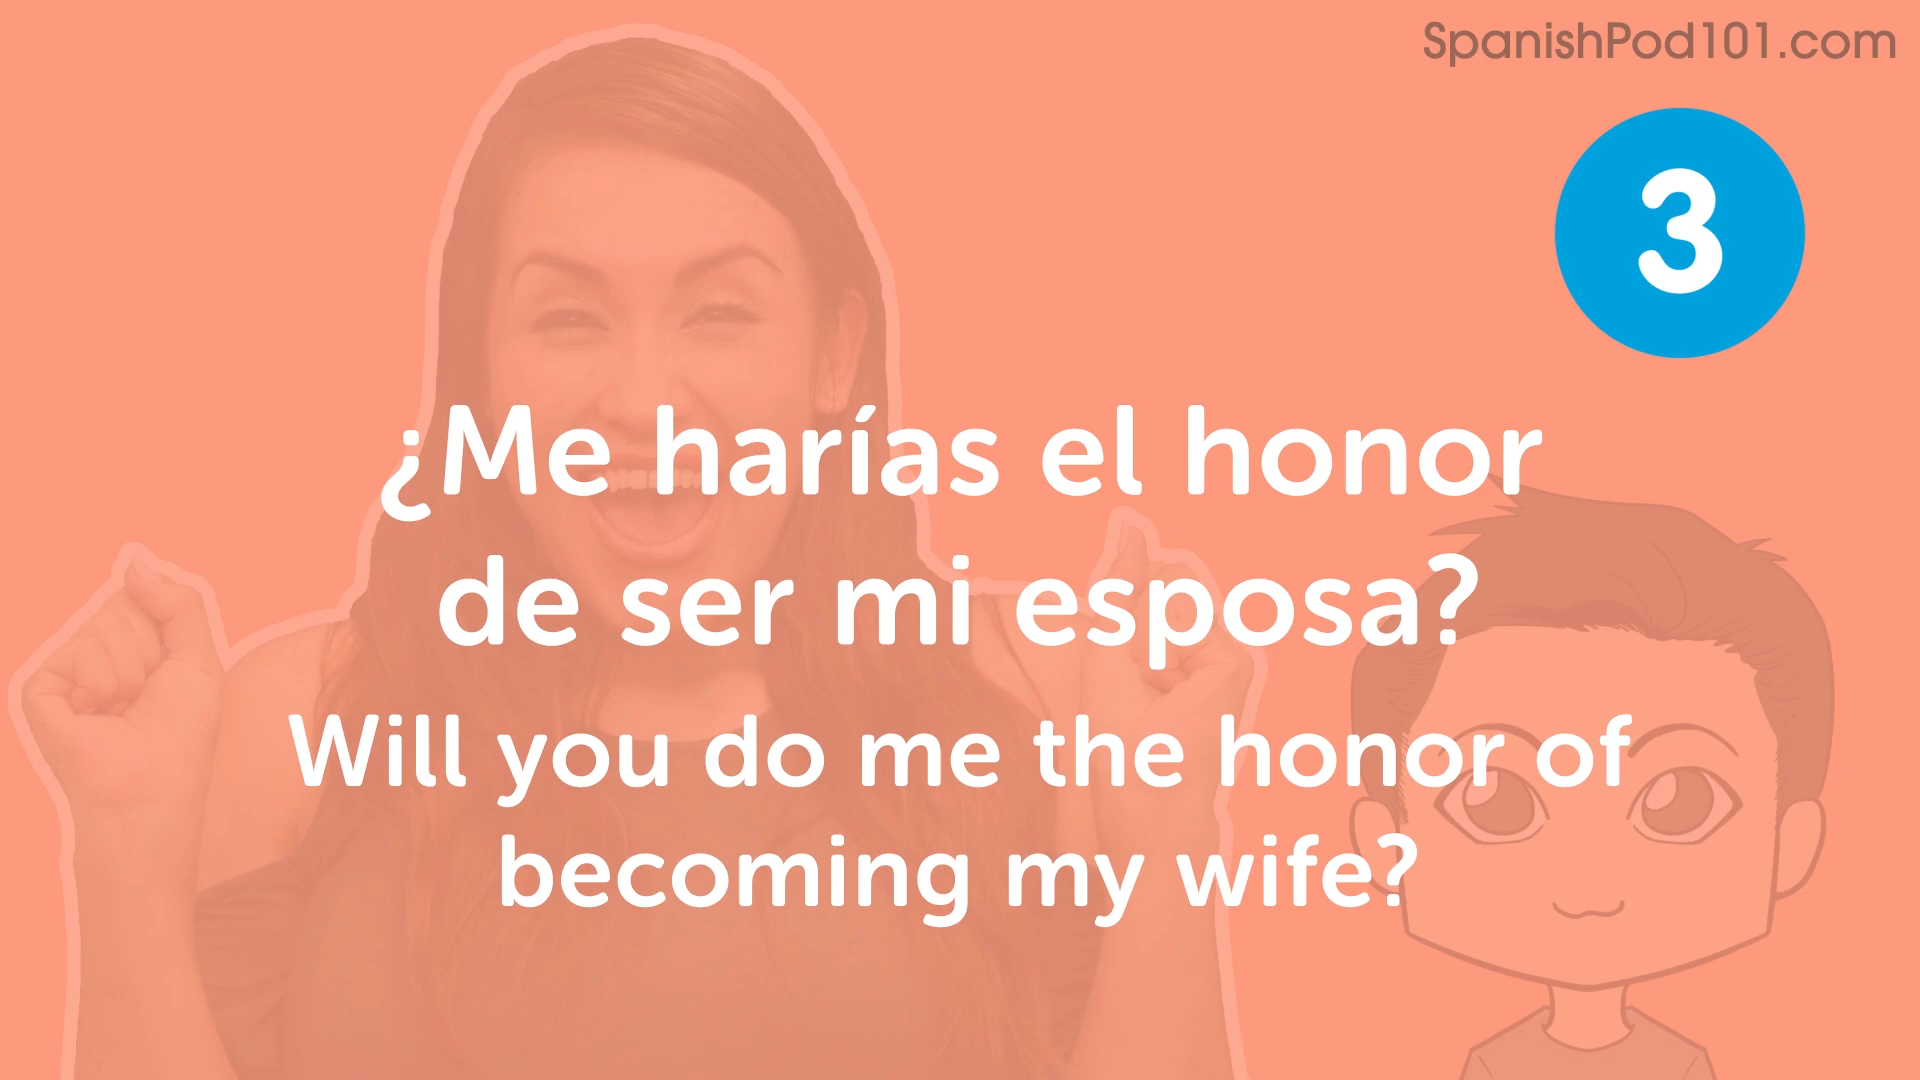 SpanishPod101.com
3
¿Me harías el honor
de ser mi esposa?
Will you do me the honor of
becoming my wife?